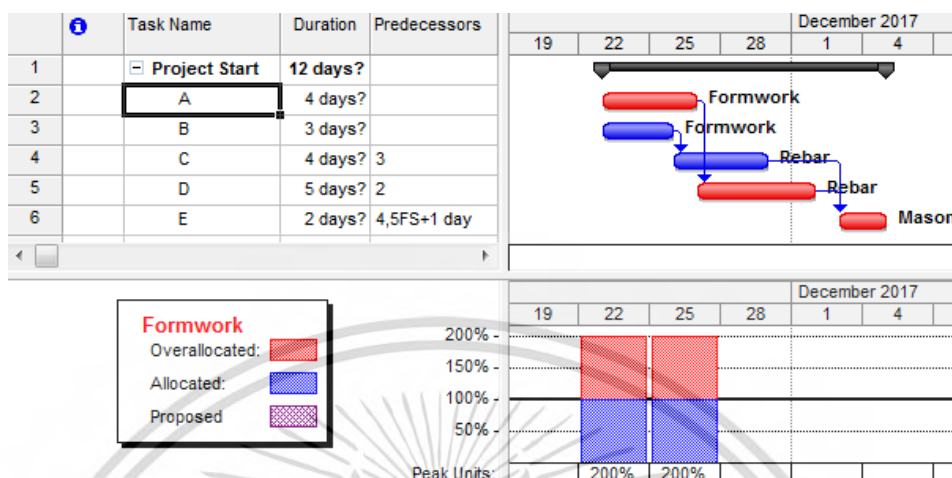 Task Name Duration Predecessors December 2017
19 22 25 28 1 4
1 Project Start 12 days?
2 A 4 days? Formwork
3 B 3 days? Formwork
4 C 4 days? 3 Rebar
5 D 5 days? 2 Rebar
6 E 2 days? 4,5FS+1 day Mason
December 2017
19 22 25 28 1 4
Formwork
Overallocated:
Allocated:
Proposed
200%
150%
100%
50%
Peak Units: 200% 200%